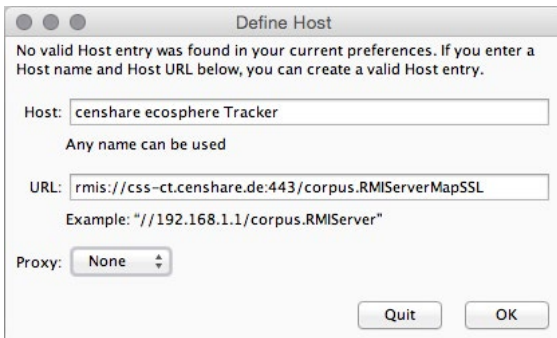 Define Host
No valid Host entry was found in your current preferences. If you enter a
Host name and Host URL below, you can create a valid Host entry.
Host: censhare ecosphere Tracker
Any name can be used
URL: rmis://css-ct.censhare.de:443/corpus.RMIServerMapSSL
Example: "//192.168.1.1/corpus.RMIServer"
Proxy: None
Quit OK